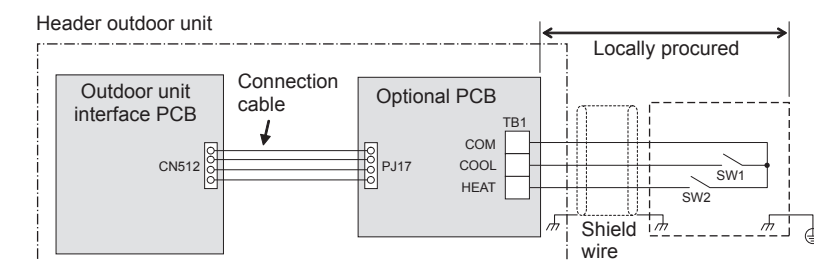 Header outdoor unit
Locally procured
Outdoor unit
interface PCB
Connection
cable
Optional PCB
TB1
COM
COOL
HEAT
CN512
PJ17
SW1
SW2
Shield
wire